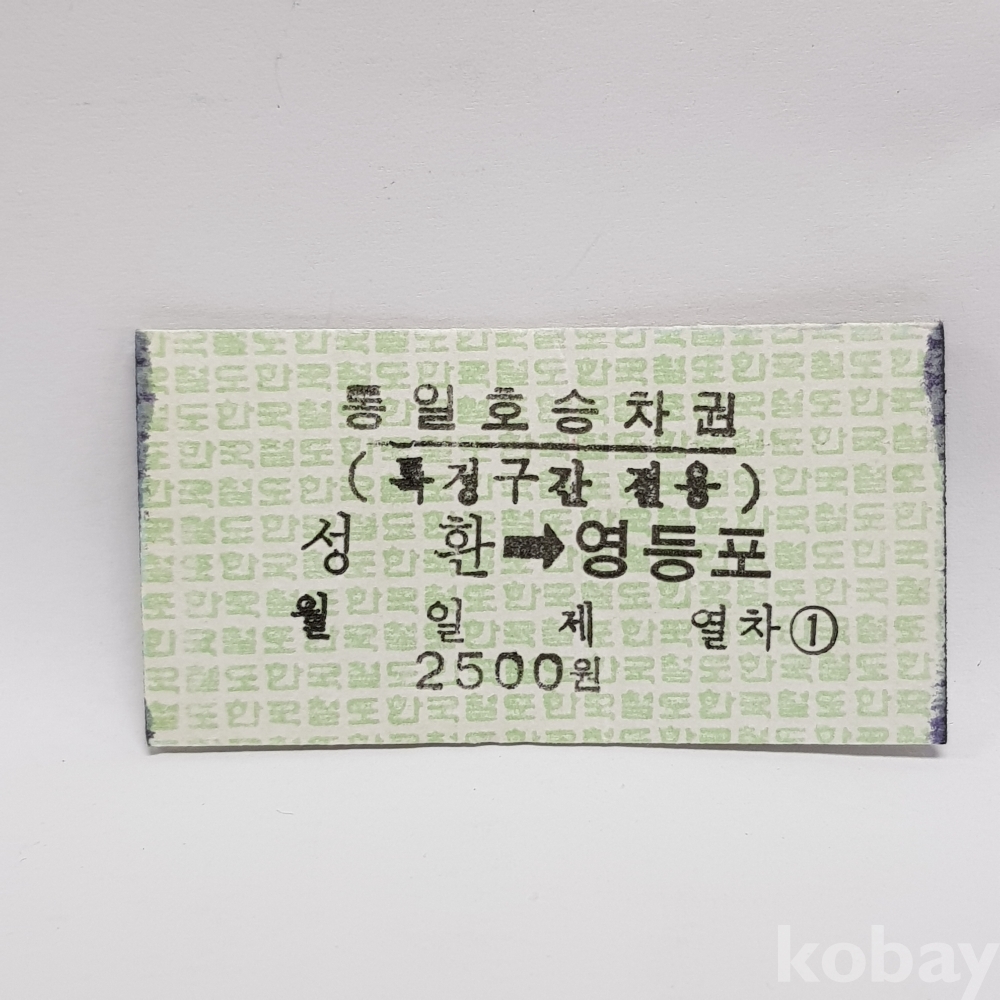 통일호승차권
(특정구간 전용)
성 환➡영등포
월 일 제 열차①
2500원
kobay